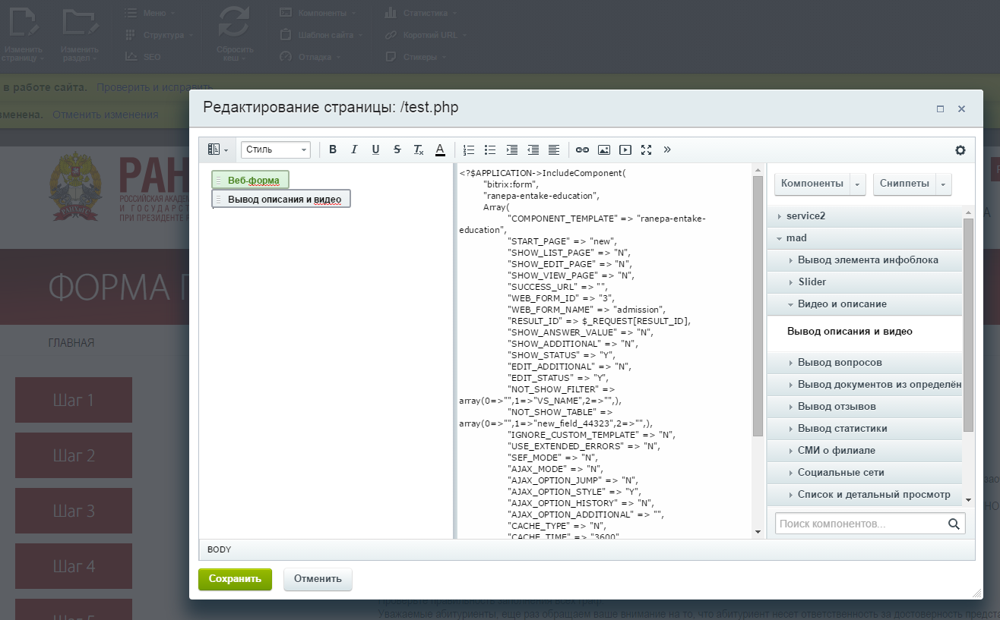 Изменить страницу
Изменить раздел
Меню
Структура
SEO
Сбросить кеш
Компоненты
Шаблон сайта
Отладка
Статистика
Короткий URL
Стикеры
в работе сайта. Проверить и исправить
зменена. Отменить изменения
РАН
РОССИЙСКАЯ АКАДЕ
И ГОСУДАРСТ
ПРИ ПРЕЗИДЕНТЕ Р
ФОРМА П
ГЛАВНАЯ
Шаг 1
Шаг 2
Шаг 3
Шаг 4
Шаг 5
Редактирование страницы: /test.php
Стиль
B I U S Tx A
Веб-форма
Вывод описания и видео
<?$APPLICATION->IncludeComponent(
"bitrix:form",
"ranepa-entake-education",
Array(
"COMPONENT_TEMPLATE" => "ranepa-entake-
education",
"START_PAGE" => "new",
"SHOW_LIST_PAGE" => "N",
"SHOW_EDIT_PAGE" => "N",
"SHOW_VIEW_PAGE" => "N",
"SUCCESS_URL" => "",
"WEB_FORM_ID" => "3",
"WEB_FORM_NAME" => "admission",
"RESULT_ID" => $_REQUEST[RESULT_ID],
"SHOW_ANSWER_VALUE" => "N",
"SHOW_ADDITIONAL" => "N",
"SHOW_STATUS" => "Y",
"EDIT_ADDITIONAL" => "N",
"EDIT_STATUS" => "Y",
"NOT_SHOW_FILTER" =>
array(0=>"",1=>"VS_NAME",2=>"",),
"NOT_SHOW_TABLE" =>
array(0=>"",1=>"new_field_44323",2=>"",),
"IGNORE_CUSTOM_TEMPLATE" => "N",
"USE_EXTENDED_ERRORS" => "N",
"SEF_MODE" => "N",
"AJAX_MODE" => "N",
"AJAX_OPTION_JUMP" => "N",
"AJAX_OPTION_STYLE" => "Y",
"AJAX_OPTION_HISTORY" => "N",
"AJAX_OPTION_ADDITIONAL" => "",
"CACHE_TYPE" => "N",
"CACHE_TIME" => "3600"
Компоненты
Сниппеты
service2
mad
Вывод элемента инфоблока
Slider
Видео и описание
Вывод описания и видео
Вывод вопросов
Вывод документов из определён
Вывод отзывов
Вывод статистики
СМИ о филиале
Социальные сети
Список и детальный просмотр
Поиск компонентов...
BODY
Сохранить
Отменить
Уважаемые абитуриенты, еще раз обращаем ваше внимание на то, что абитуриент несет ответственность за достоверность предста